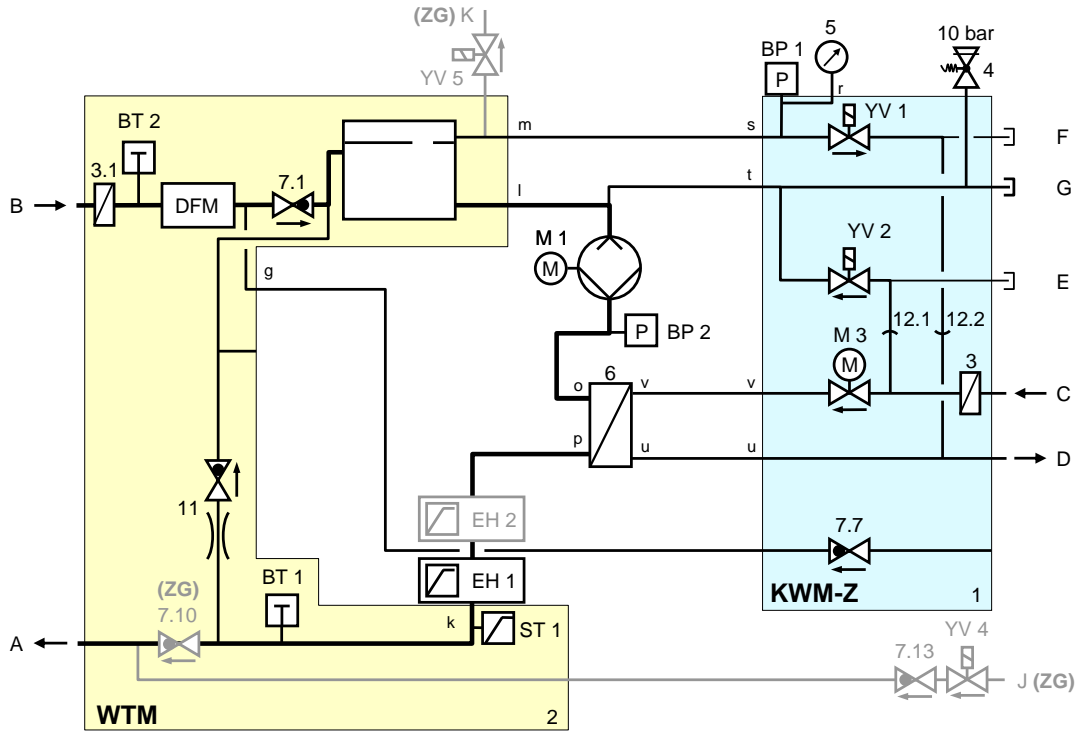 (ZG) K
YV 5
5
10 bar
BP 1
P
4
r
YV 1
BT 2
T
m
s
F
3.1
7.1
t
G
B
DFM
l
M 1
M
YV 2
g
E
12.1
12.2
P
BP 2
M 3
M
6
3
o
v
v
C
p
u
u
D
11
EH 2
7.7
BT 1
T
EH 1
(ZG)
7.10
KWM-Z
1
k
ST 1
A
YV 4
7.13
J (ZG)
WTM
2